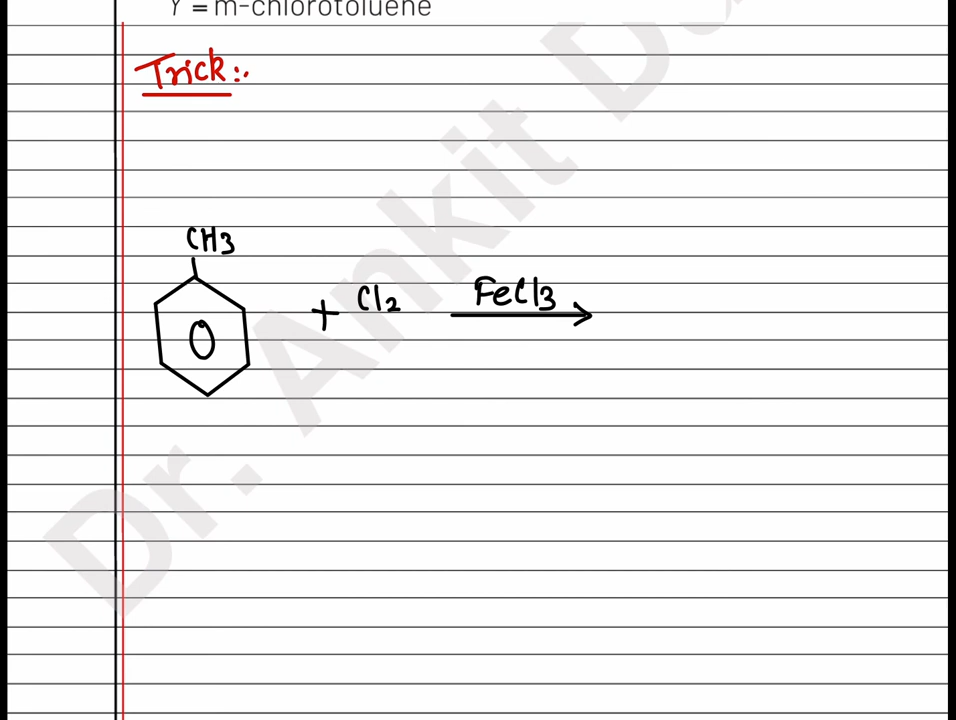 Y = m-chlorotoluene
Trick:.
CH3
+ Cl2 FeCl3
Dr. Ankit